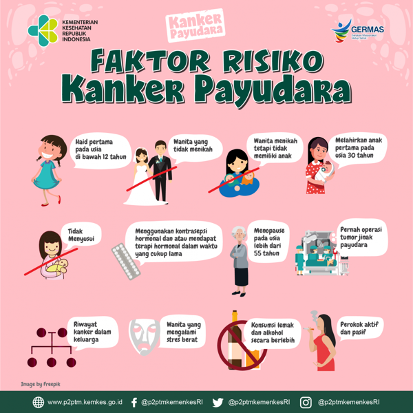 KEMENTERIAN
KESEHATAN
REPUBLIK
INDONESIA
Kanker
Payudara
GERMAS
FAKTOR RISIKO
Kanker Payudara
Haid pertama
pada usia
di bawah 12 tahun
Wanita yang
tidak menikah
Wanita menikah
tetapi tidak
memiliki anak
Melahirkan anak
pertama pada
usia 30 tahun
Tidak
Menyusui
Menggunakan kontrasepsi
hormonal dan atau mendapat
terapi hormonal dalam waktu
yang cukup lama
Menopause
pada usia
lebih dari
55 tahun
Pernah operasi
tumor jinak
payudara
Riwayat
kanker dalam
keluarga
Wanita yang
mengalami
stres berat
Konsumsi lemak
dan alkohol
secara berlebih
Perokok aktif
dan pasif
Image by Freepik
www.p2ptm.kemkes.go.id
@p2ptmkemenkesRI
@p2ptmkemenkesRI
@p2ptmkemenkesRI